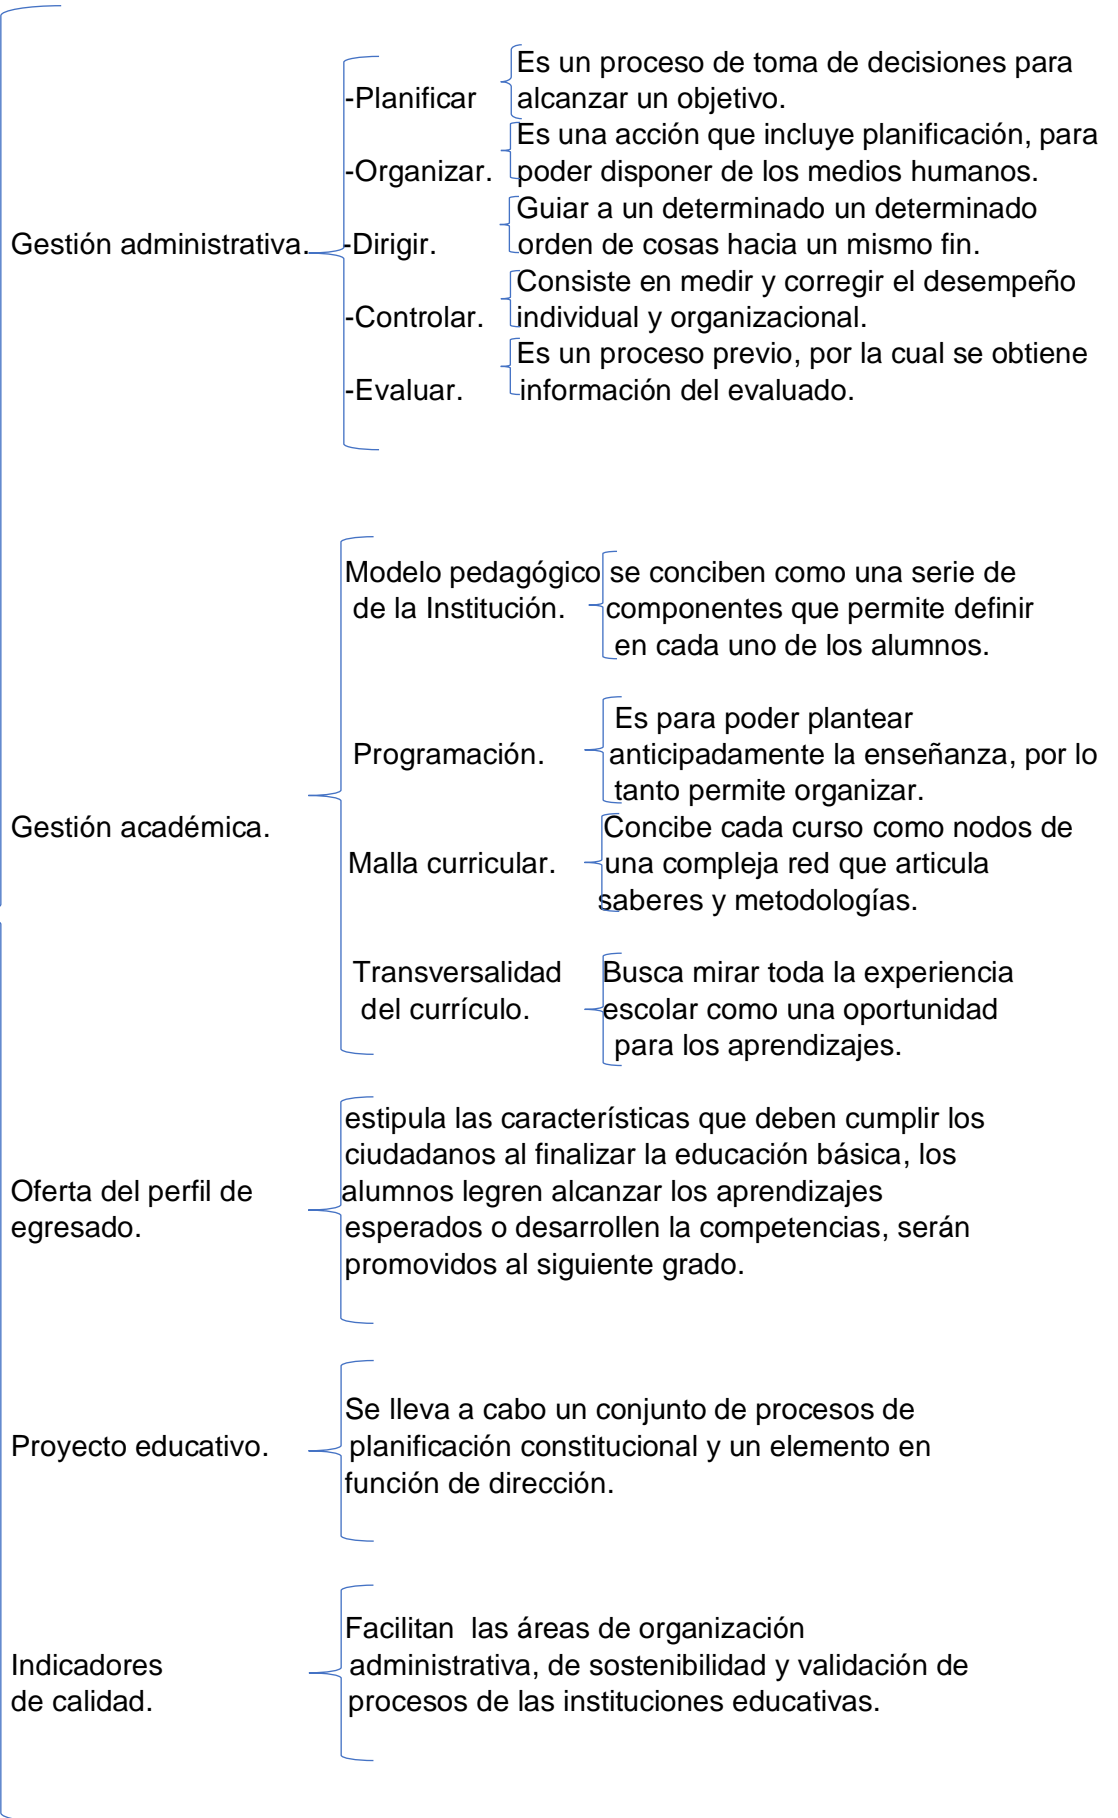 Gestión administrativa.
-Planificar
Es un proceso de toma de decisiones para
alcanzar un objetivo.
-Organizar.
Es una acción que incluye planificación, para
poder disponer de los medios humanos.
-Dirigir.
Guiar a un determinado un determinado
orden de cosas hacia un mismo fin.
-Controlar.
Consiste en medir y corregir el desempeño
individual y organizacional.
-Evaluar.
Es un proceso previo, por la cual se obtiene
información del evaluado.
Gestión académica.
Modelo pedagógico
de la Institución.
se conciben como una serie de
componentes que permite definir
en cada uno de los alumnos.
Programación.
Es para poder plantear
anticipadamente la enseñanza, por lo
tanto permite organizar.
Malla curricular.
Concibe cada curso como nodos de
una compleja red que articula
saberes y metodologías.
Transversalidad
del currículo.
Busca mirar toda la experiencia
escolar como una oportunidad
para los aprendizajes.
Oferta del perfil de
egresado.
estipula las características que deben cumplir los
ciudadanos al finalizar la educación básica, los
alumnos legren alcanzar los aprendizajes
esperados o desarrollen la competencias, serán
promovidos al siguiente grado.
Proyecto educativo.
Se lleva a cabo un conjunto de procesos de
planificación constitucional y un elemento en
función de dirección.
Indicadores
de calidad.
Facilitan  las áreas de organización
administrativa, de sostenibilidad y validación de
procesos de las instituciones educativas.